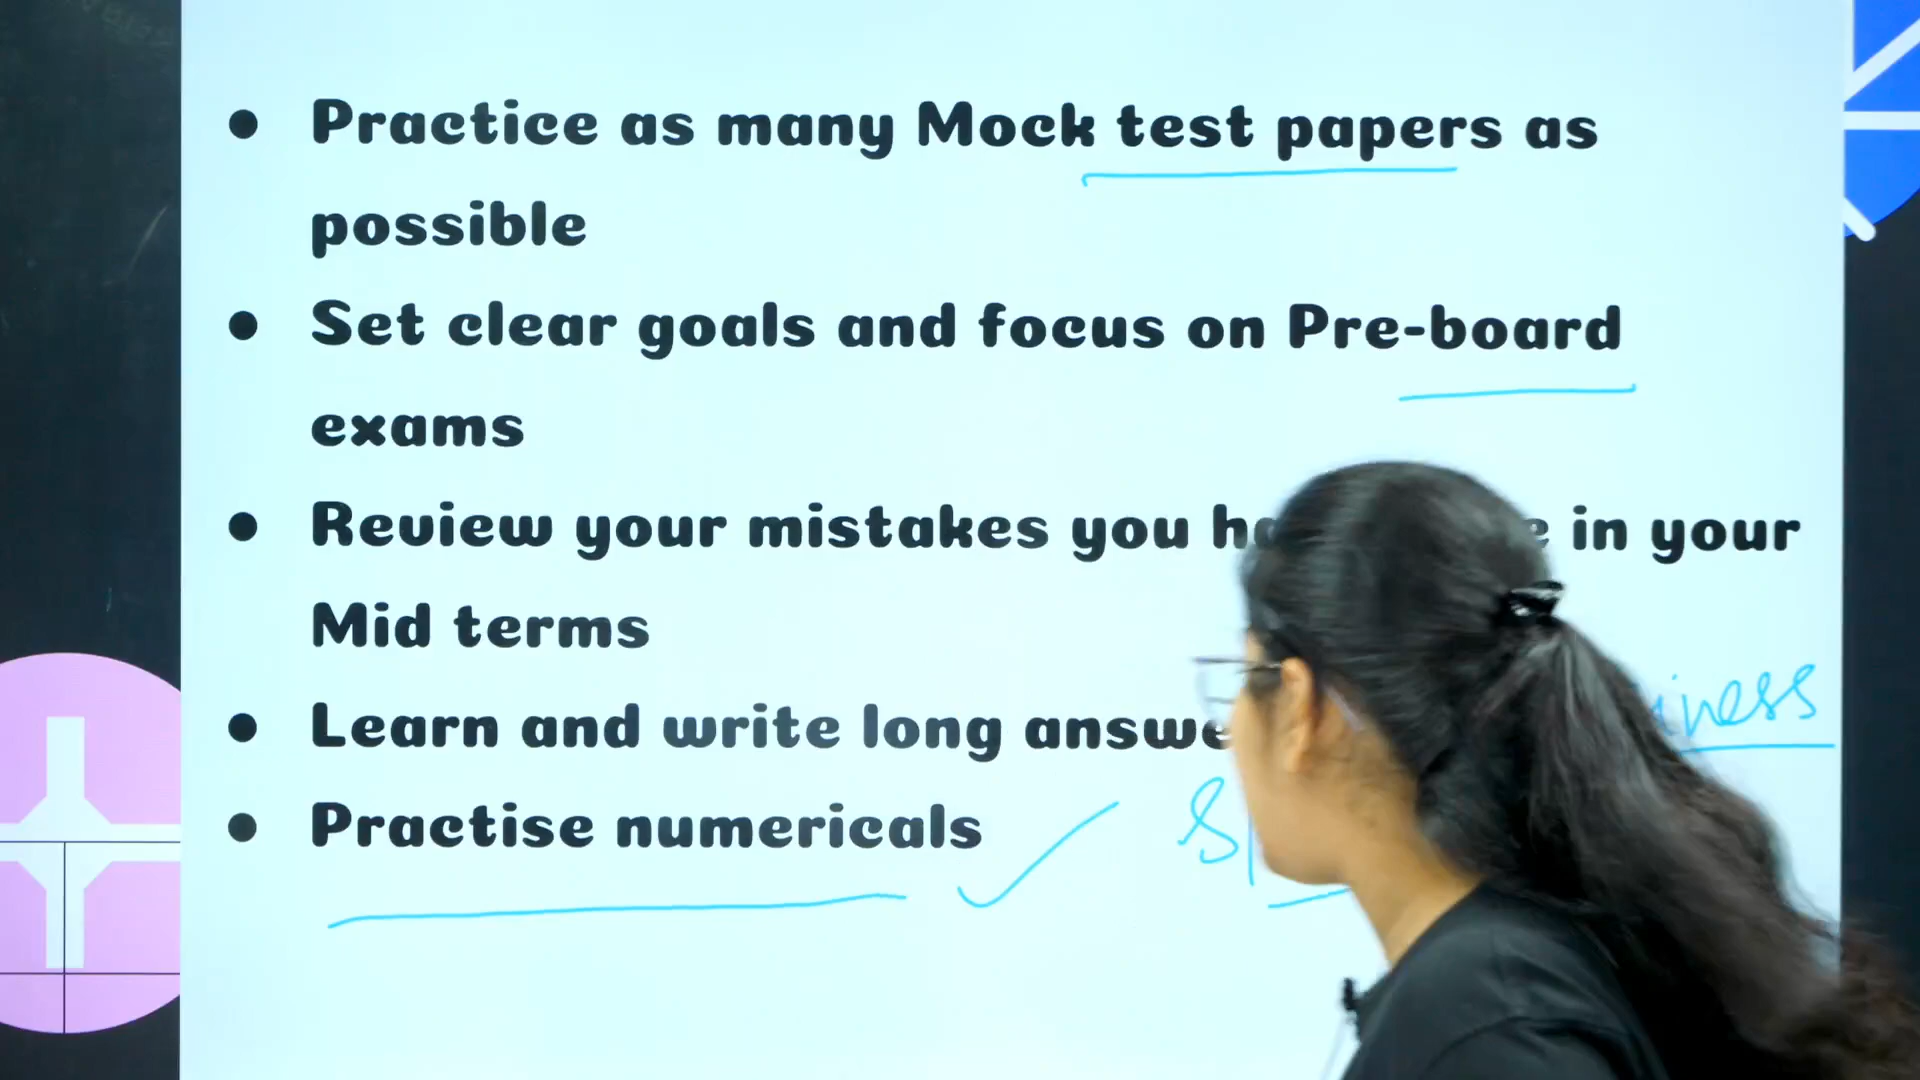 ● Practice as many Mock test papers as
possible
● Set clear goals and focus on Pre-board
exams
● Review your mistakes you in your
Mid terms
● Learn and write long
● Practise numericals